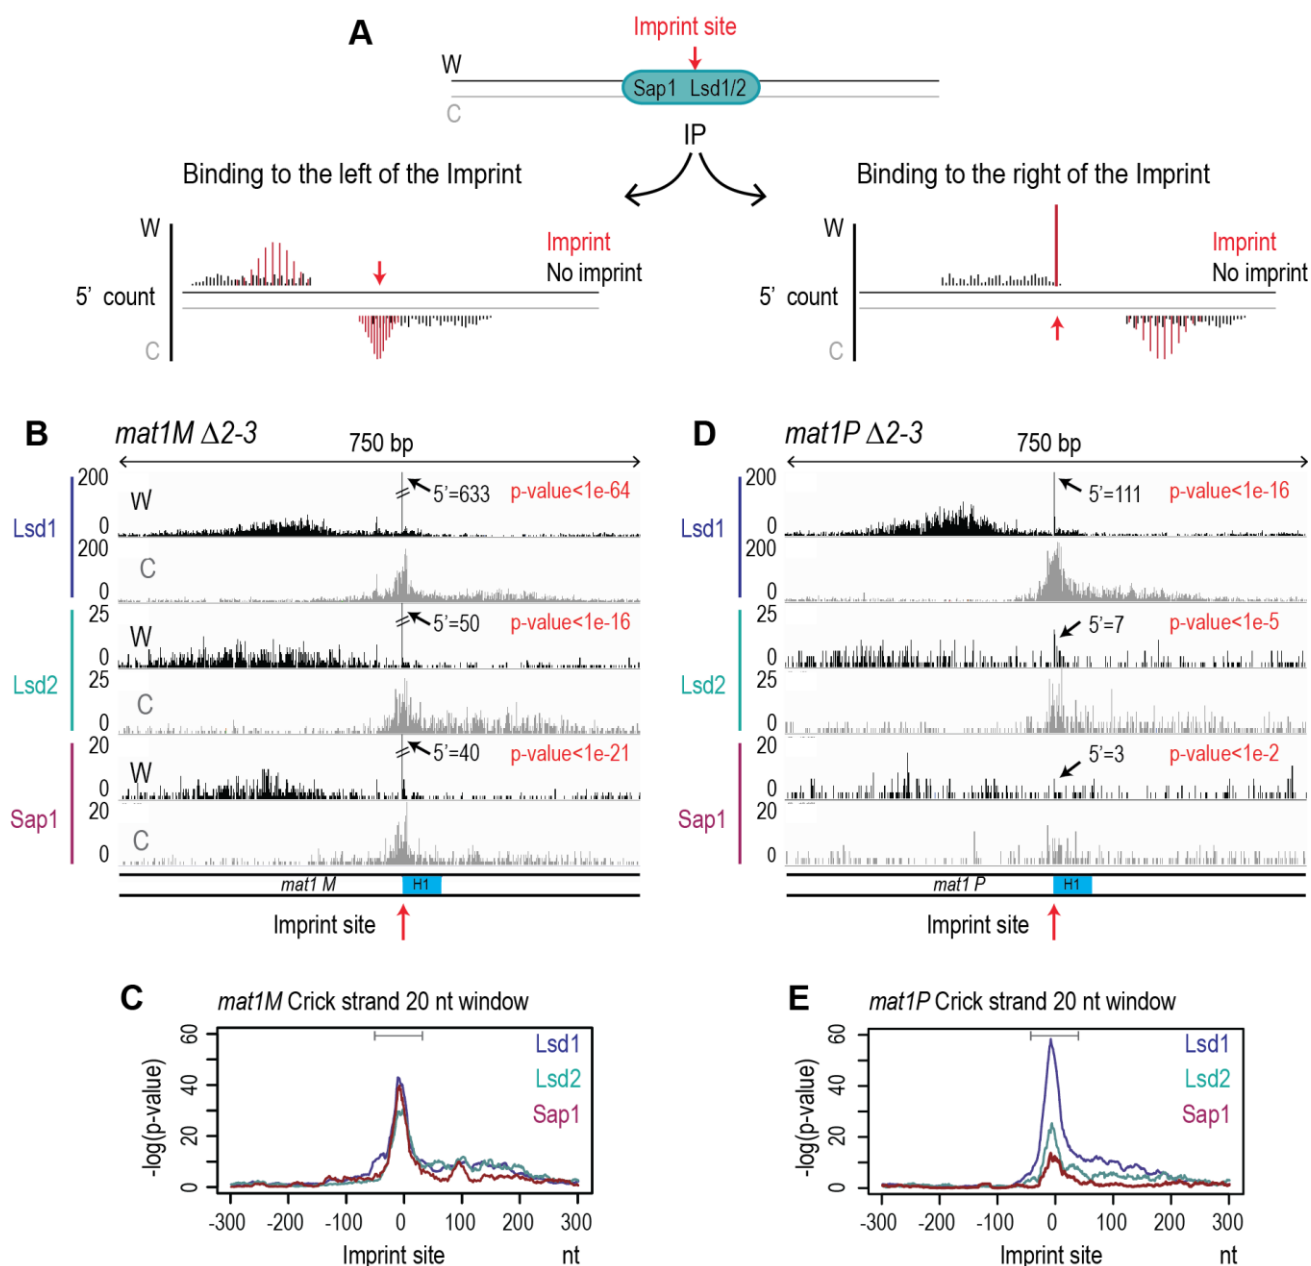 A
Imprint site
W
C
Sap1 Lsd1/2
IP
Binding to the left of the Imprint
W
5' count
C
Imprint
No imprint
Binding to the right of the Imprint
W
5' count
C
Imprint
No imprint
B
mat1M Δ2-3
750 bp
Lsd1
200
0
W
5'=633
p-value<1e-64
200
0
C
Lsd2
25
0
W
5'=50
p-value<1e-16
25
0
C
Sap1
20
0
W
5'=40
p-value<1e-21
20
0
C
mat1 M
H1
Imprint site
D
mat1P Δ2-3
750 bp
Lsd1
200
0
5'=111
p-value<1e-16
200
0
Lsd2
25
0
5'=7
p-value<1e-5
25
0
Sap1
20
0
5'=3
p-value<1e-2
20
0
mat1 P
H1
Imprint site
C
mat1M Crick strand 20 nt window
-log(p-value)
60
40
20
0
Lsd1
Lsd2
Sap1
-300 -200 -100 0 100 200 300
Imprint site nt
E
mat1P Crick strand 20 nt window
-log(p-value)
60
40
20
0
Lsd1
Lsd2
Sap1
-300 -200 -100 0 100 200 300
Imprint site nt